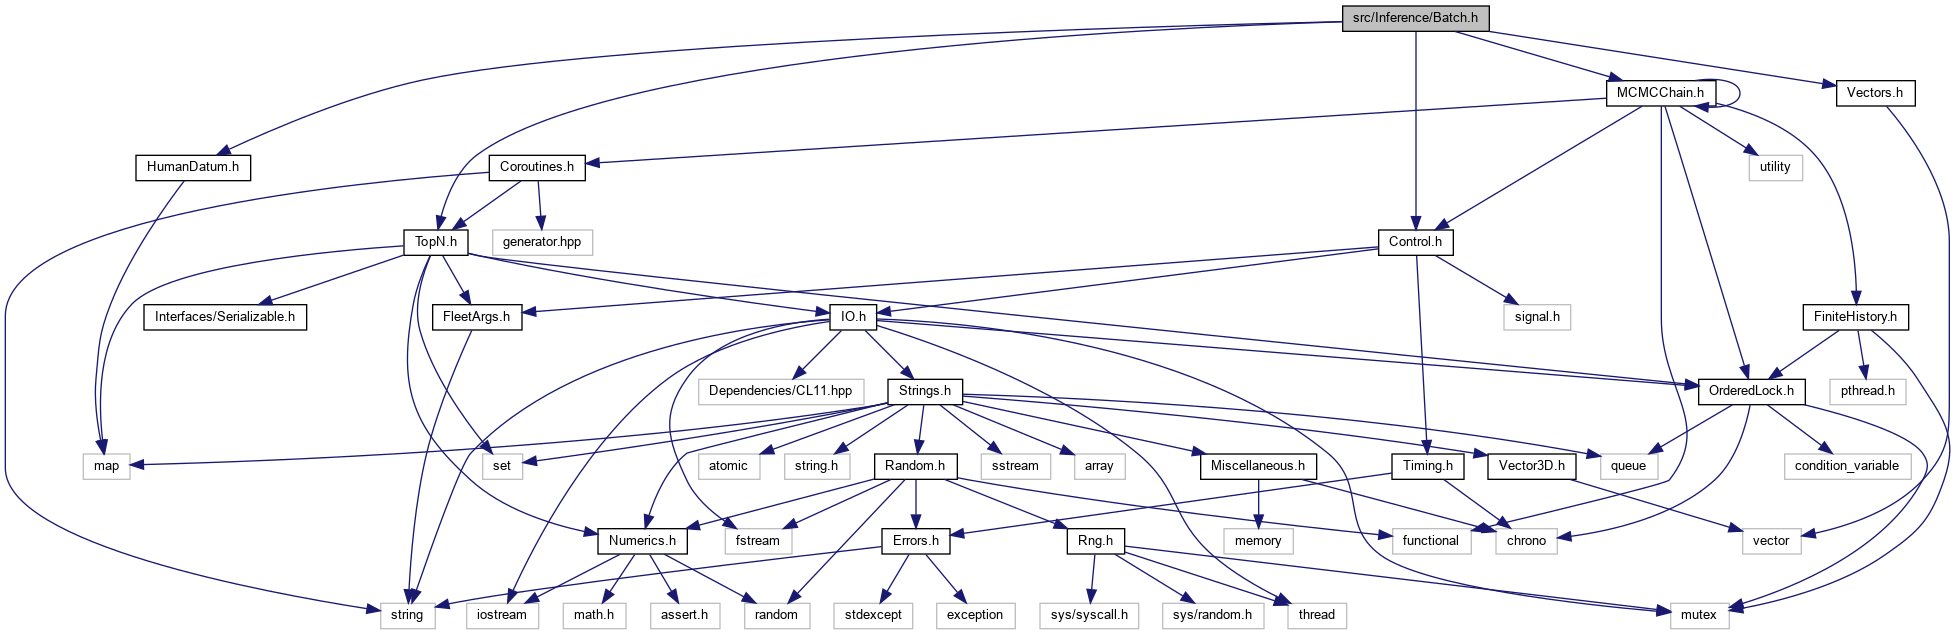 src/Inference/Batch.h
MCMCChain.h
Vectors.h
HumanDatum.h
Coroutines.h
utility
TopN.h
generator.hpp
Control.h
Interfaces/Serializable.h
FleetArgs.h
IO.h
signal.h
FiniteHistory.h
Dependencies/CL11.hpp
Strings.h
OrderedLock.h
pthread.h
map
set
atomic
string.h
Random.h
sstream
array
Miscellaneous.h
Timing.h
Vector3D.h
queue
condition_variable
Numerics.h
fstream
Errors.h
Rng.h
memory
functional
chrono
vector
string
iostream
math.h
assert.h
random
stdexcept
exception
sys/syscall.h
sys/random.h
thread
mutex